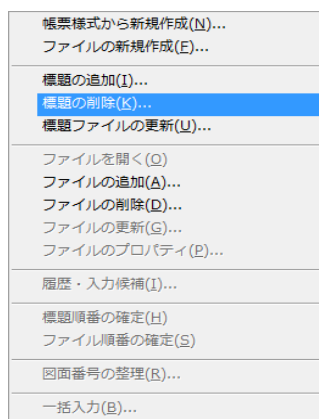 帳票様式から新規作成(N)...
ファイルの新規作成(F)...
標題の追加(I)...
標題の削除(K)...
標題ファイルの更新(U)...
ファイルを開く(O)
ファイルの追加(A)...
ファイルの削除(D)...
ファイルの更新(G)...
ファイルのプロパティ(P)...
履歴・入力候補(I)...
標題順番の確定(H)
ファイル順番の確定(S)
図面番号の整理(R)...
一括入力(B)...